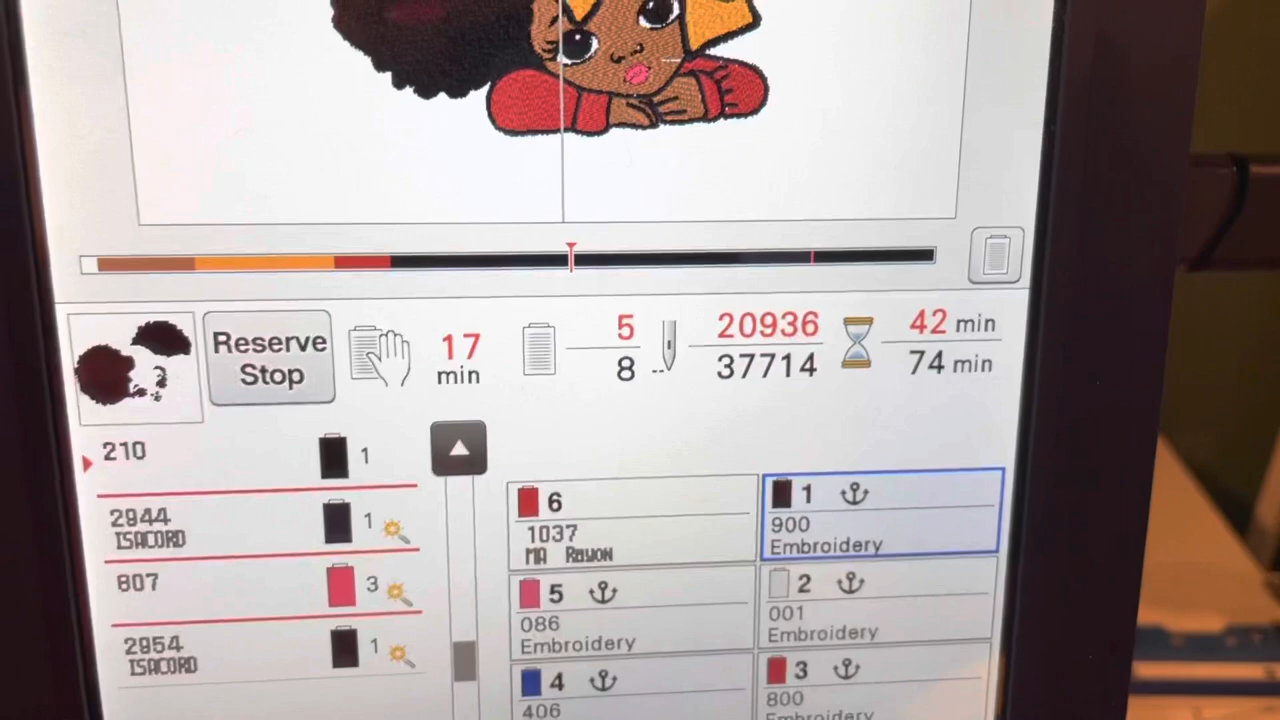 Reserve
Stop
17
min
5
8
20936
37714
42 min
74 min
210
1
2944
ISACORD
1
807
3
2954
ISACORD
1
6
1037
MA Rayon
1
900
Embroidery
5
086
Embroidery
2
001
Embroidery
4
406
3
800
Embroidery